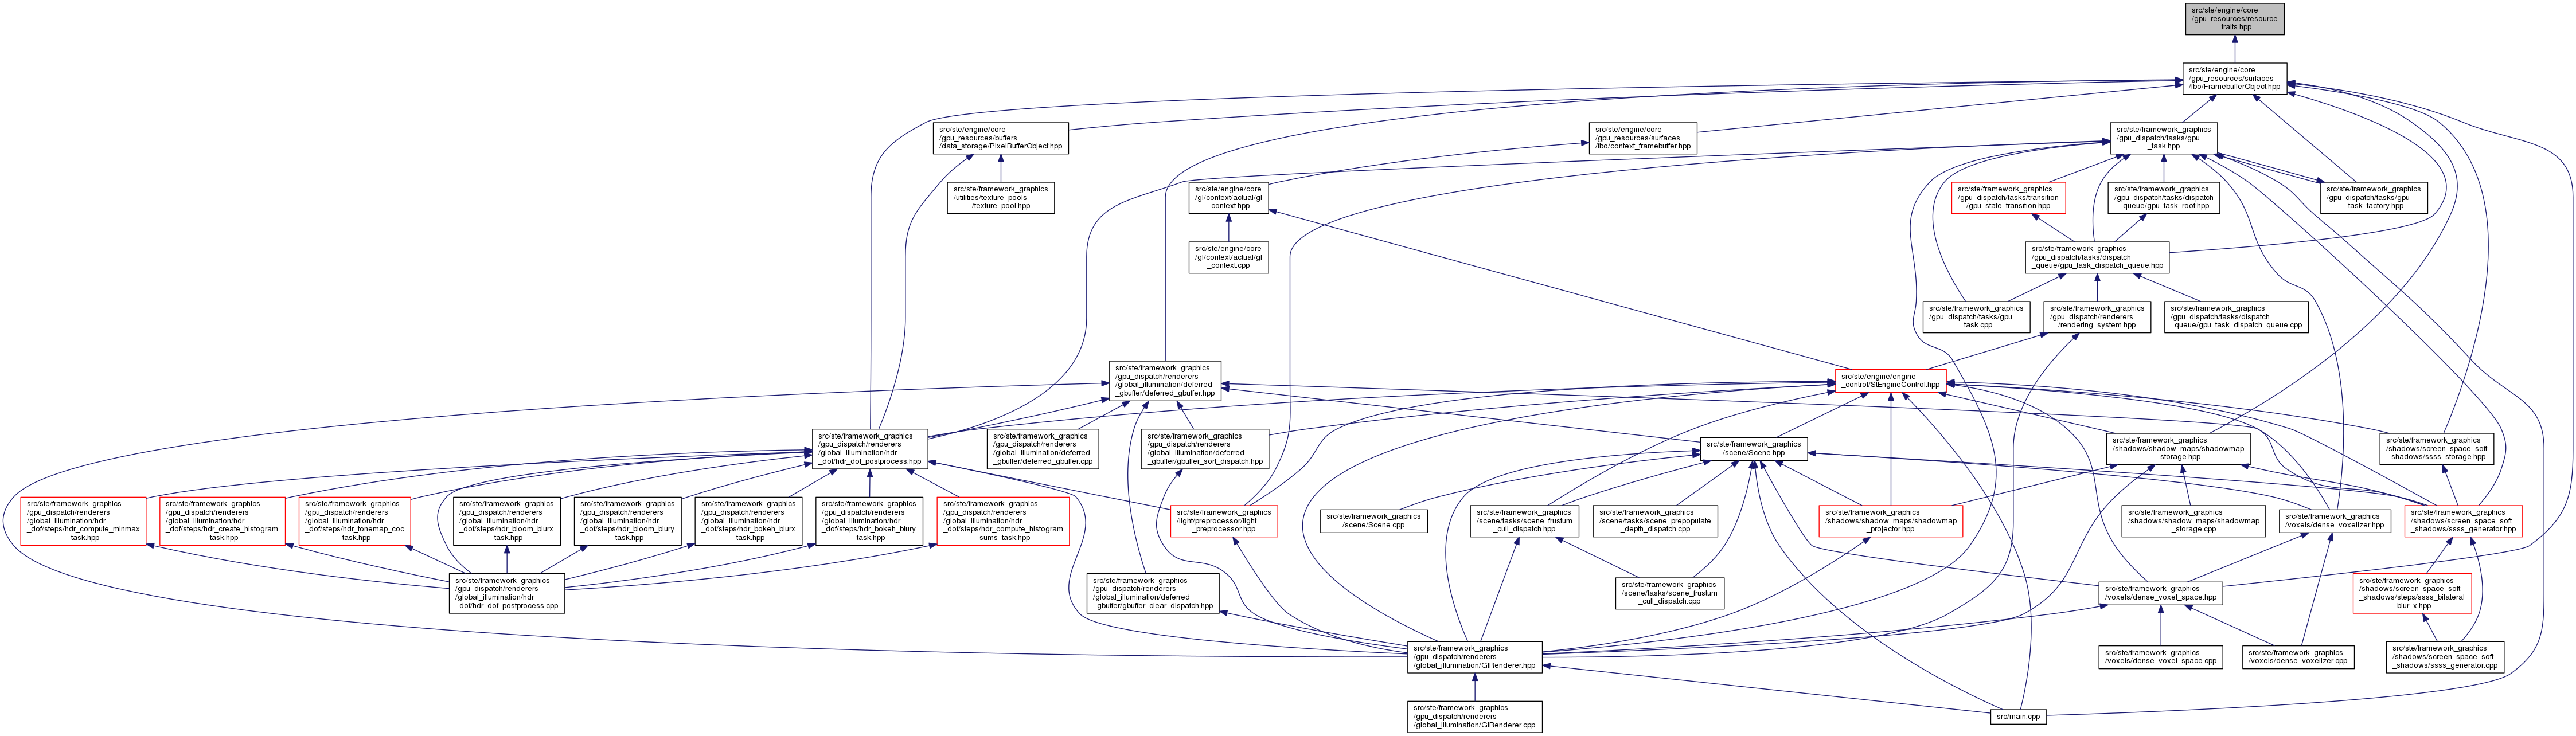 src/ste/engine/core
/gpu_resources/resource
_traits.hpp
src/ste/engine/core
/gpu_resources/surfaces
/fbo/FramebufferObject.hpp
src/ste/engine/core
/gpu_resources/buffers
/data_storage/PixelBufferObject.hpp
src/ste/engine/core
/gpu_resources/surfaces
/fbo/context_framebuffer.hpp
src/ste/framework_graphics
/gpu_dispatch/tasks/gpu
_task.hpp
src/ste/framework_graphics
/utilities/texture_pools
/texture_pool.hpp
src/ste/engine/core
/gl/context/actual/gl
_context.hpp
src/ste/framework_graphics
/gpu_dispatch/tasks/transition
/gpu_state_transition.hpp
src/ste/framework_graphics
/gpu_dispatch/tasks/dispatch
_queue/gpu_task_root.hpp
src/ste/framework_graphics
/gpu_dispatch/tasks/gpu
_task_factory.hpp
src/ste/engine/core
/gl/context/actual/gl
_context.cpp
src/ste/framework_graphics
/gpu_dispatch/tasks/dispatch
_queue/gpu_task_dispatch_queue.hpp
src/ste/framework_graphics
/gpu_dispatch/tasks/gpu
_task.cpp
src/ste/framework_graphics
/gpu_dispatch/renderers
/rendering_system.hpp
src/ste/framework_graphics
/gpu_dispatch/tasks/dispatch
_queue/gpu_task_dispatch_queue.cpp
src/ste/framework_graphics
/gpu_dispatch/renderers
/global_illumination/deferred
_gbuffer/deferred_gbuffer.hpp
src/ste/engine/engine
_control/StEngineControl.hpp
src/ste/framework_graphics
/gpu_dispatch/renderers
/global_illumination/hdr
_dof/hdr_dof_postprocess.hpp
src/ste/framework_graphics
/gpu_dispatch/renderers
/global_illumination/deferred
_gbuffer/deferred_gbuffer.cpp
src/ste/framework_graphics
/gpu_dispatch/renderers
/global_illumination/deferred
_gbuffer/gbuffer_sort_dispatch.hpp
src/ste/framework_graphics
/scene/Scene.hpp
src/ste/framework_graphics
/shadows/shadow_maps/shadowmap
_storage.hpp
src/ste/framework_graphics
/shadows/screen_space_soft
_shadows/ssss_storage.hpp
src/ste/framework_graphics
/gpu_dispatch/renderers
/global_illumination/hdr
_dof/steps/hdr_compute_minmax
_task.hpp
src/ste/framework_graphics
/gpu_dispatch/renderers
/global_illumination/hdr
_dof/steps/hdr_create_histogram
_task.hpp
src/ste/framework_graphics
/gpu_dispatch/renderers
/global_illumination/hdr
_dof/steps/hdr_tonemap_coc
_task.hpp
src/ste/framework_graphics
/gpu_dispatch/renderers
/global_illumination/hdr
_dof/steps/hdr_bloom_blurx
_task.hpp
src/ste/framework_graphics
/gpu_dispatch/renderers
/global_illumination/hdr
_dof/steps/hdr_bloom_blury
_task.hpp
src/ste/framework_graphics
/gpu_dispatch/renderers
/global_illumination/hdr
_dof/steps/hdr_bokeh_blurx
_task.hpp
src/ste/framework_graphics
/gpu_dispatch/renderers
/global_illumination/hdr
_dof/steps/hdr_bokeh_blury
_task.hpp
src/ste/framework_graphics
/gpu_dispatch/renderers
/global_illumination/hdr
_dof/steps/hdr_compute_histogram
_sums_task.hpp
src/ste/framework_graphics
/light/preprocessor/light
_preprocessor.hpp
src/ste/framework_graphics
/scene/Scene.cpp
src/ste/framework_graphics
/scene/tasks/scene_frustum
_cull_dispatch.hpp
src/ste/framework_graphics
/scene/tasks/scene_prepopulate
_depth_dispatch.cpp
src/ste/framework_graphics
/shadows/shadow_maps/shadowmap
_projector.hpp
src/ste/framework_graphics
/shadows/shadow_maps/shadowmap
_storage.cpp
src/ste/framework_graphics
/voxels/dense_voxelizer.hpp
src/ste/framework_graphics
/shadows/screen_space_soft
_shadows/ssss_generator.hpp
src/ste/framework_graphics
/gpu_dispatch/renderers
/global_illumination/hdr
_dof/hdr_dof_postprocess.cpp
src/ste/framework_graphics
/gpu_dispatch/renderers
/global_illumination/deferred
_gbuffer/gbuffer_clear_dispatch.hpp
src/ste/framework_graphics
/scene/tasks/scene_frustum
_cull_dispatch.cpp
src/ste/framework_graphics
/voxels/dense_voxel_space.hpp
src/ste/framework_graphics
/shadows/screen_space_soft
_shadows/steps/ssss_bilateral
_blur_x.hpp
src/ste/framework_graphics
/gpu_dispatch/renderers
/global_illumination/GIRenderer.hpp
src/ste/framework_graphics
/voxels/dense_voxel_space.cpp
src/ste/framework_graphics
/voxels/dense_voxelizer.cpp
src/ste/framework_graphics
/shadows/screen_space_soft
_shadows/ssss_generator.cpp
src/ste/framework_graphics
/gpu_dispatch/renderers
/global_illumination/GIRenderer.cpp
src/main.cpp